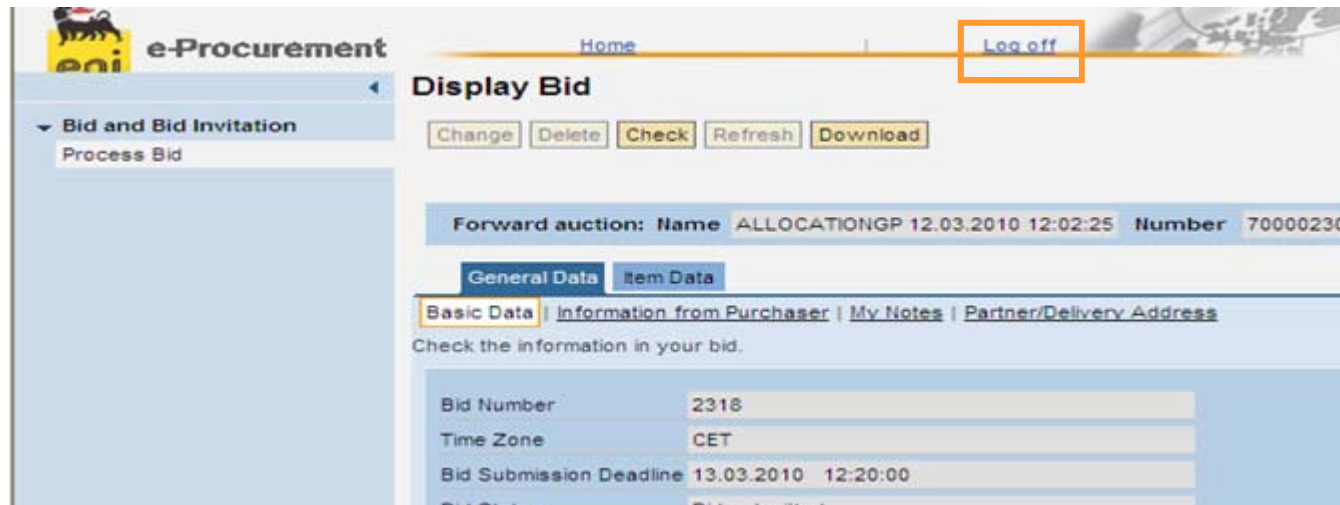 eni
e-Procurement
Home | Log off
Display Bid
Bid and Bid Invitation
Process Bid
Change Delete Check Refresh Download
Forward auction: Name ALLOCATIONGP 12.03.2010 12:02:25 Number 70000230
General Data Item Data
Basic Data | Information from Purchaser | My Notes | Partner/Delivery Address
Check the information in your bid.
Bid Number 2318
Time Zone CET
Bid Submission Deadline 13.03.2010 12:20:00